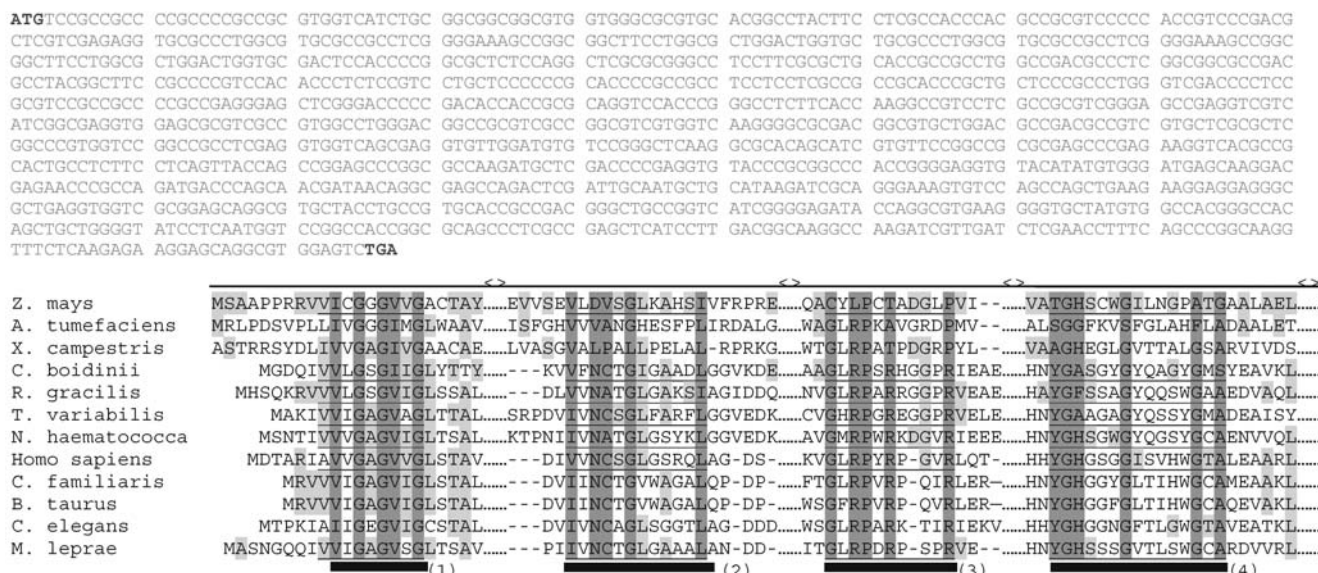 ATGTCCGCCGCC CCGCCCCGCCGC GTGGTCATCTGC GGCGGCGGCGTG GTGGGCGCGTGC ACGGCCTACTTC CTCGCCACCCAC GCCGCGTCCCCC ACCGTCCCGACG
CTCGTCGAGAGG TGCGCCCTGGCG TGCGCCGCCTCG GGGAAAGCCGGC GGCTTCCTGGCG CTGGACTGGTGC TGCGCCCTGGCG TGCGCCGCCTCG GGGAAAGCCGGC
GGCTTCCTGGCG CTGGACTGGTGC GACTCCACCCCG GCGCTCTCCAGG CTCGCGCGGGCC TCCTTCGCGCTG CACCGCCGCCTG GCCGACGCCCTC GGCGGCGCCGAC
GCCTACGGCTTC CGCCCCGTCCAC ACCCTCTCCGTC CTGCTCCCCCCG CACCCCGCCGCC TCCTCCTCGCCG CCGCACCCGCTG CTCCCGCCCTGG GTCGACCCCTCC
GCGTCCGCCGCC CCGCCGAGGGAG CTCGGGACCCCC GACACCACCGCG CAGGTCCACCCG GGCCTCTTCACC AAGGCCGTCCTC GCCGCGTCGGGA GCCGAGGTCGTC
ATCGGCGAGGTG GAGCGCGTCGCC GTGGCCTGGGAC GGCCGCGTCGCC GGCGTCGTGGTC AAGGGGCGCGAC GGCGTGCTGGAC GCCGACGCCGTC GTGCTCGCGCTC
GGCCCGTGGTCC GGCCGCCTCGAG GTGGTCAGCGAG GTGTTGGATGTG TCCGGGCTCAAG GCGCACAGCATC GTGTTCCGGCCG CGCGAGCCCGAG AAGGTCACGCCG
CACTGCCTCTTC CTCAGTTACCAG CCGGAGCCCGGC GCCAAGATGCTC GACCCCGAGGTG TACCCGCGGCCC ACCGGGGAGGTG TACATATGTGGG ATGAGCAAGGAC
GAGAACCCGCCA GATGACCCAGCA ACGATAACAGGC GAGCCAGACTCG ATTGCAATGCTG CATAAGATCGCA GGGAAAGTGTCC AGCCAGCTGAAG AAGGAGGAGGGC
GCTGAGGTGGTC GCGGAGCAGGCG TGCTACCTGCCG TGCACCGCCGAC GGGCTGCCGGTC ATCGGGGAGATA CCAGGCGTGAAG GGGTGCTATGTG GCCACGGGCCAC
AGCTGCTGGGGT ATCCTCAATGGT CCGGCCACCGGC GCAGCCCTCGCC GAGCTCATCCTT GACGGCAAGGCC AAGATCGTTGAT CTCGAACCTTTC AGCCCGGCAAGG
TTTCTCAAGAGA AGGAGCAGGCGT GGAGTCTGA
<> <> <> <>
Z. mays MSAAPPRRVVICGGGVVGACTAY......EVVSEVLDVSGLKAHSIVFRPRE......QACYLPCTADGLPVI--......VATGHSCWGILNGPATGAALAEL......
A. tumefaciens MRLPDSVPLLIVGGGIMGLWAAV......ISFGHVVVANGHESFPLIRDALG......WAGLRPKAVGRDPMV--......ALSGGFKVSFGLAHFLADAALET......
X. campestris ASTRRSYDLIVVGAGIVGAACAE......LVASGVALPALLPELAL-RPRKG......WTGLRPATPDGRPYL--......VAAGHEGLGVTTALGSARVIVDS......
C. boidinii MGDQIVVLGSGIIGLYTTY......---KVVFNCTGIGAADLGGVKDE......AAGLRPSRHGGPRIEAE......HNYGASGYGYQAGYGMSYEAVKL......
R. gracilis MHSQKRVVVLGSGVIGLSSAL......---DLVVNATGLGAKSIAGIDDQ......NVGLRPARRGGPRVEAE......HAYGFSSAGYQQSWGAAEDVAQL......
T. variabilis MAKIVVIGAGVAGLTTAL......SRPDVIVNCSGLFARFLGGVEDK......CVGHRPGREGGPRVELE......HNYGAAGAGYQSSYGMADEAISY......
N. haematococca MSNTIVVVGAGVIGLTSAL......KTPNIIVNATGLGSYKLGGVEDK......AVGMRPWRKDGVRIEEE......HNYGHSGWGYQGSYGCAENVVQL......
Homo sapiens MDTARIAVVGAGVVGLSTAV......---DVIVNCSGLGSRQLAG-DS-......KVGLRPYRP-GVRLQT-......HHYGHGSGGISVHWGTALEAARL......
C. familiaris MRVVVIGAGVIGLSTAL......---DVIINCTGVWAGALQP-DP-......FTGLRPVRP-QIRLER—......HNYGHGGYGLTIHWGCAMEAAKL......
B. taurus MRVVVIGAGVIGLSTAL......---DVIVNCTGVWAGALQP-DP-......WSGFRPVRP-QVRLER—......HNYGHGGFGLTIHWGCAQEVAKL......
C. elegans MTPKIAIIGEGVIGCSTAL......---DVIVNCAGLSGGTLAG-DDD......WSGLRPARK-TIRIEKV......HHYGHGGNGFTLGWGTAVEATKL......
M. leprae MASNGQQIVVIGAGVSGLTSAV......---PIIVNCTGLGAAALAN-DD-......ITGLRPDRP-SPRVE--......HNYGHSSSGVTLSWGCARDVVRL......
(1) (2) (3) (4)